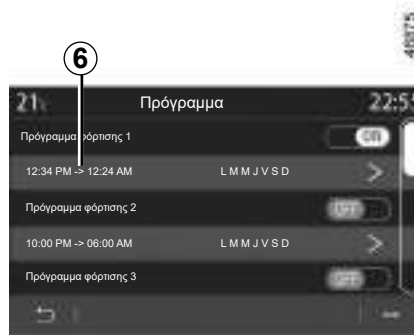 6
21 Πρόγραμμα 22:55
Πρόγραμμα φόρτισης 1 ON
12:34 PM -> 12:24 AM L M M J V S D >
Πρόγραμμα φόρτισης 2 OFF
10:00 PM -> 06:00 AM L M M J V S D >
Πρόγραμμα φόρτισης 3 OFF